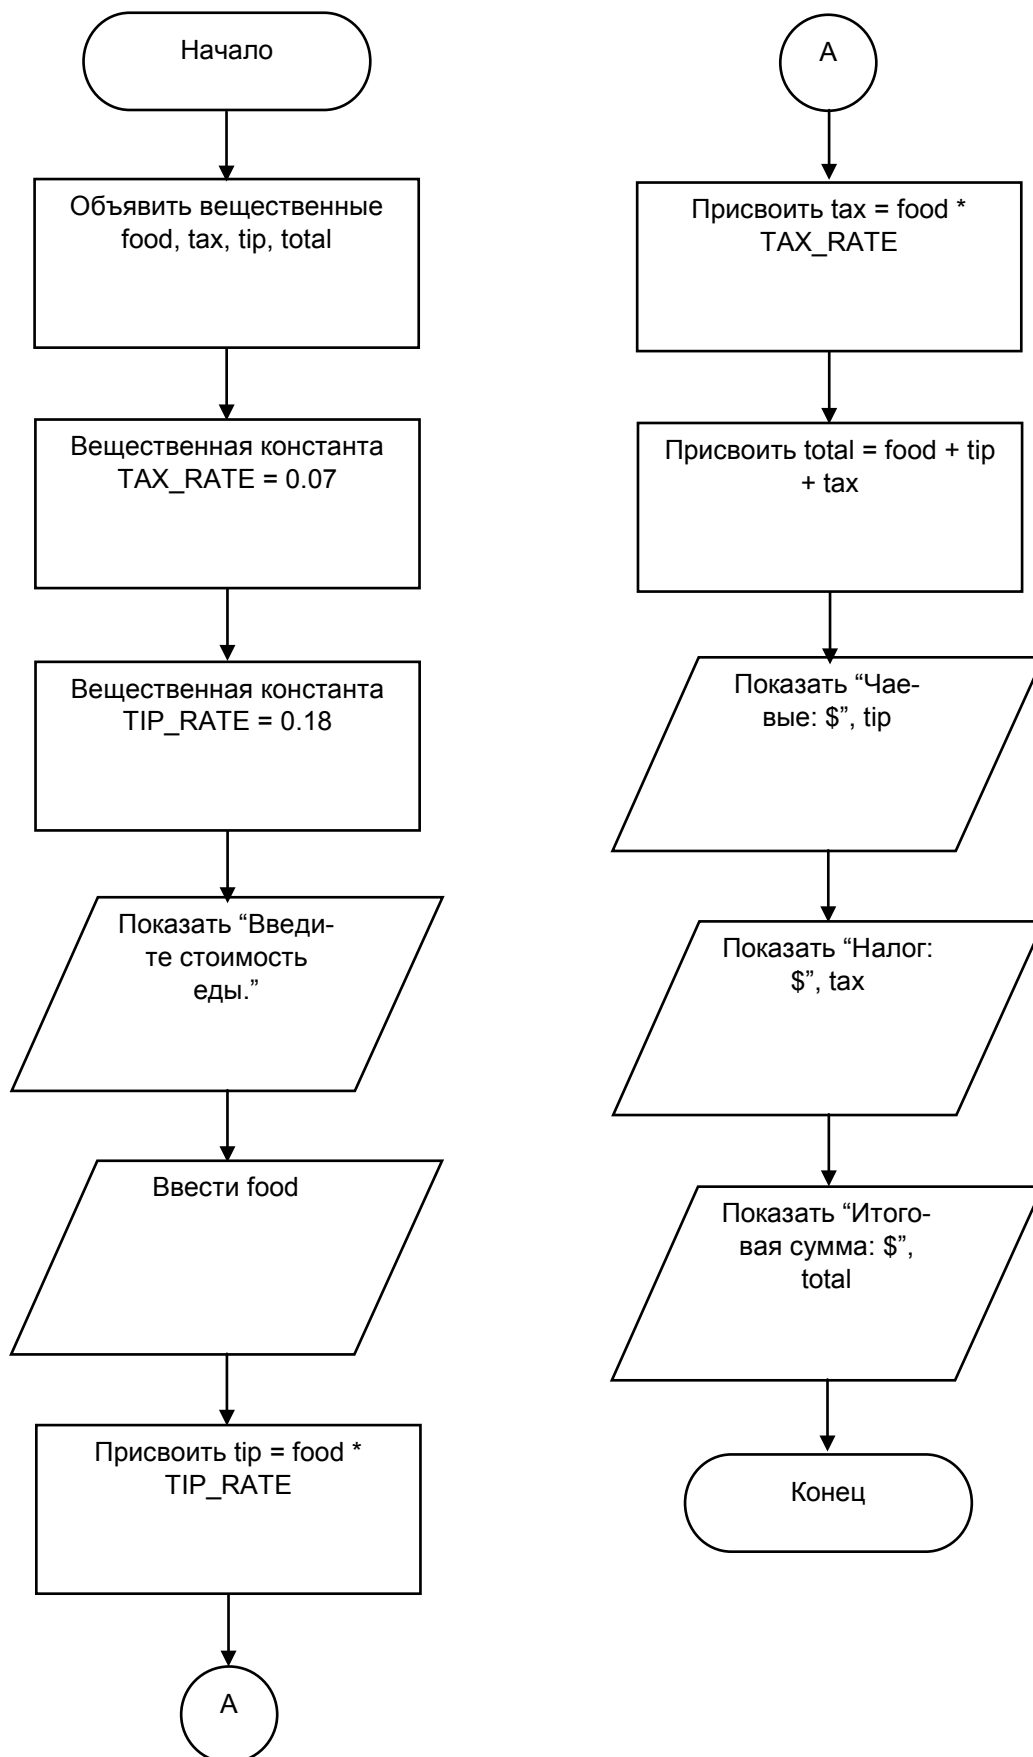 Начало
Объявить вещественные
food, tax, tip, total
Вещественная константа
TAX_RATE = 0.07
Вещественная константа
TIP_RATE = 0.18
Показать “Введи-
те стоимость
еды.”
Ввести food
Присвоить tip = food *
TIP_RATE
А
А
Присвоить tax = food *
TAX_RATE
Присвоить total = food + tip
+ tax
Показать “Чае-
вые: $”, tip
Показать “Налог:
$”, tax
Показать “Итого-
вая сумма: $”,
total
Конец